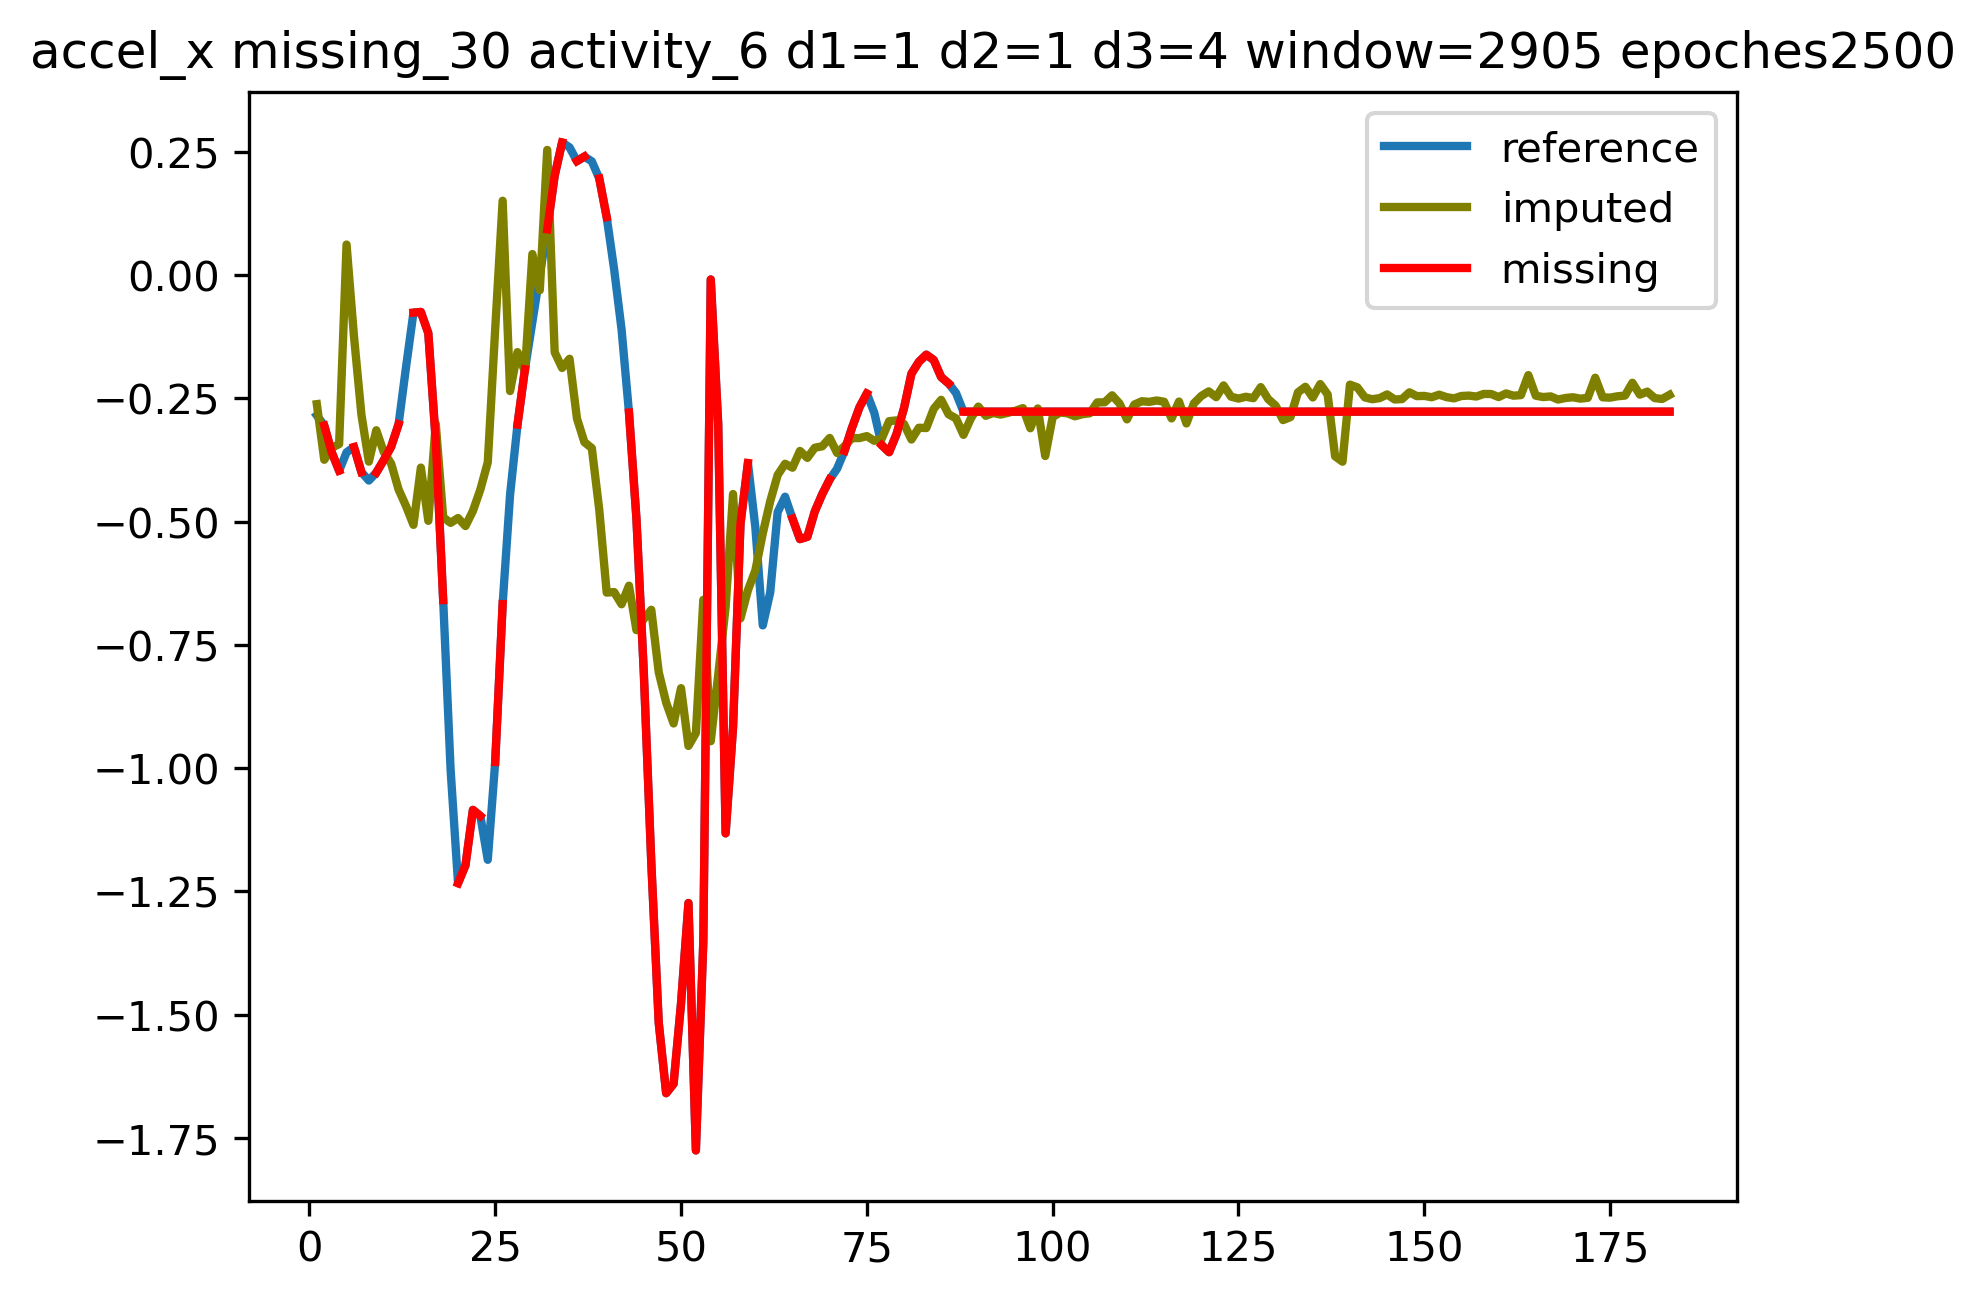 accel_x missing_30 activity_6 d1=1 d2=1 d3=4 window=2905 epoches2500
reference
imputed
missing
0.25
0.00
−0.25
−0.50
−0.75
−1.00
−1.25
−1.50
−1.75
0 25 50 75 100 125 150 175